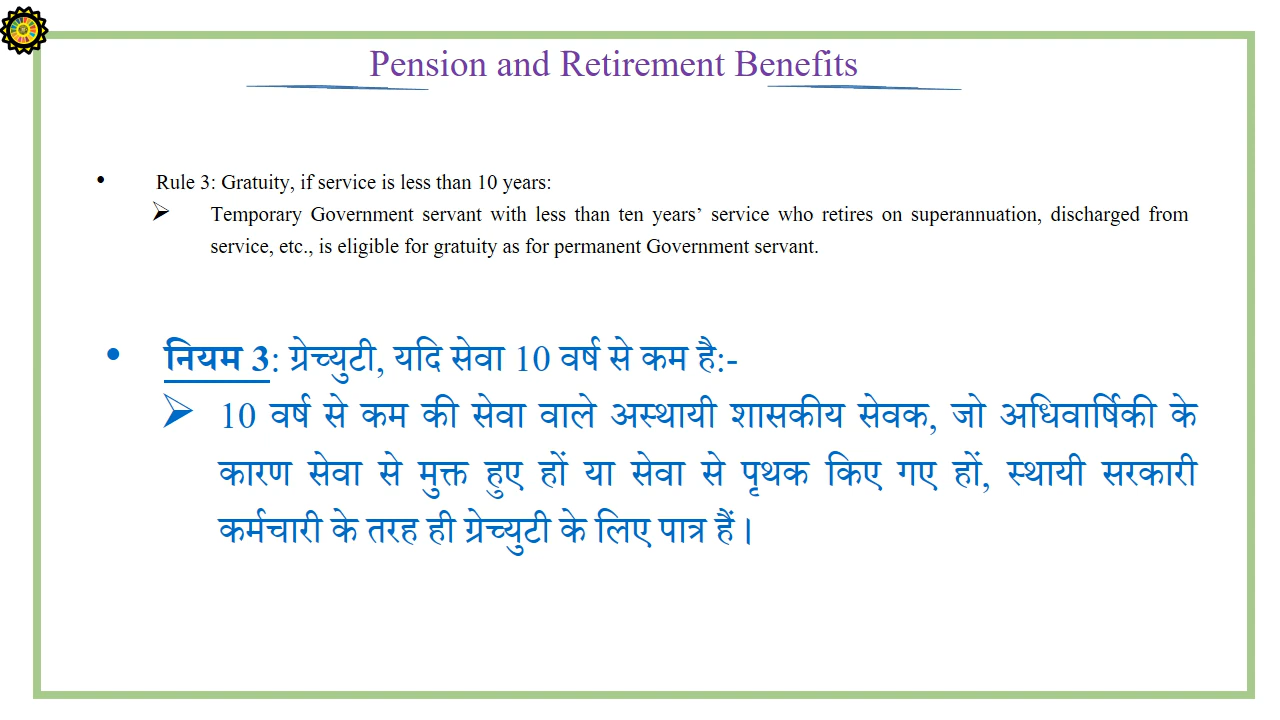 Pension and Retirement Benefits
• Rule 3: Gratuity, if service is less than 10 years:
➢ Temporary Government servant with less than ten years’ service who retires on superannuation, discharged from
service, etc., is eligible for gratuity as for permanent Government servant.
• नियम 3: ग्रेच्युटी, यदि सेवा 10 वर्ष से कम है:-
➢ 10 वर्ष से कम की सेवा वाले अस्थायी शासकीय सेवक, जो अधिवार्षिकी के
कारण सेवा से मुक्त हुए हों या सेवा से पृथक किए गए हों, स्थायी सरकारी
कर्मचारी के तरह ही ग्रेच्युटी के लिए पात्र हैं।